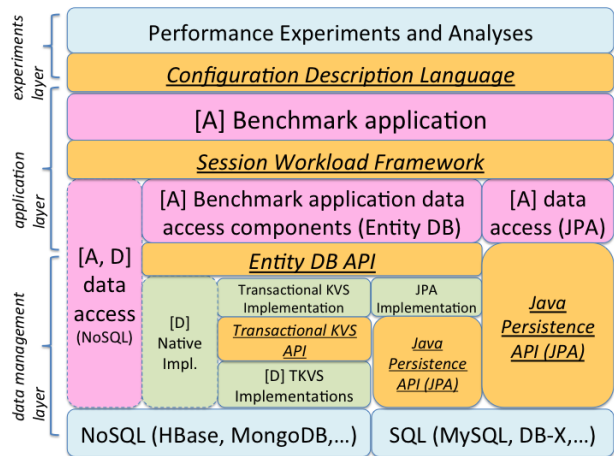 experiments
layer
Performance Experiments and Analyses
Configuration Description Language
[A] Benchmark application
Session Workload Framework
application
layer
[A, D]
data
access
(NoSQL)
[A] Benchmark application data
access components (Entity DB)
[A] data
access (JPA)
Entity DB API
data management
layer
[D]
Native
Impl.
Transactional KVS
Implementation
Transactional KVS
API
[D] TKVS
Implementations
JPA
Implementation
Java
Persistence
API (JPA)
Java
Persistence
API (JPA)
NoSQL (HBase, MongoDB,...)
SQL (MySQL, DB-X,...)